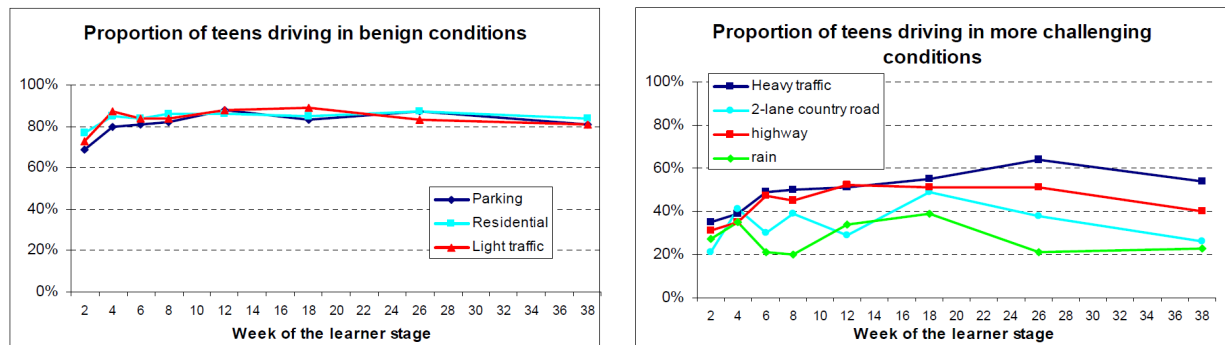 Proportion of teens driving in benign conditions
100%
80%
60%
40%
20%
0%
Parking
Residential
Light traffic
2 4 6 8 10 12 14 16 18 20 22 24 26 28 30 32 34 36 38
Week of the learner stage
Proportion of teens driving in more challenging
conditions
100%
80%
60%
40%
20%
0%
Heavy traffic
2-lane country road
highway
rain
2 4 6 8 10 12 14 16 18 20 22 24 26 28 30 32 34 36 38
Week of the learner stage